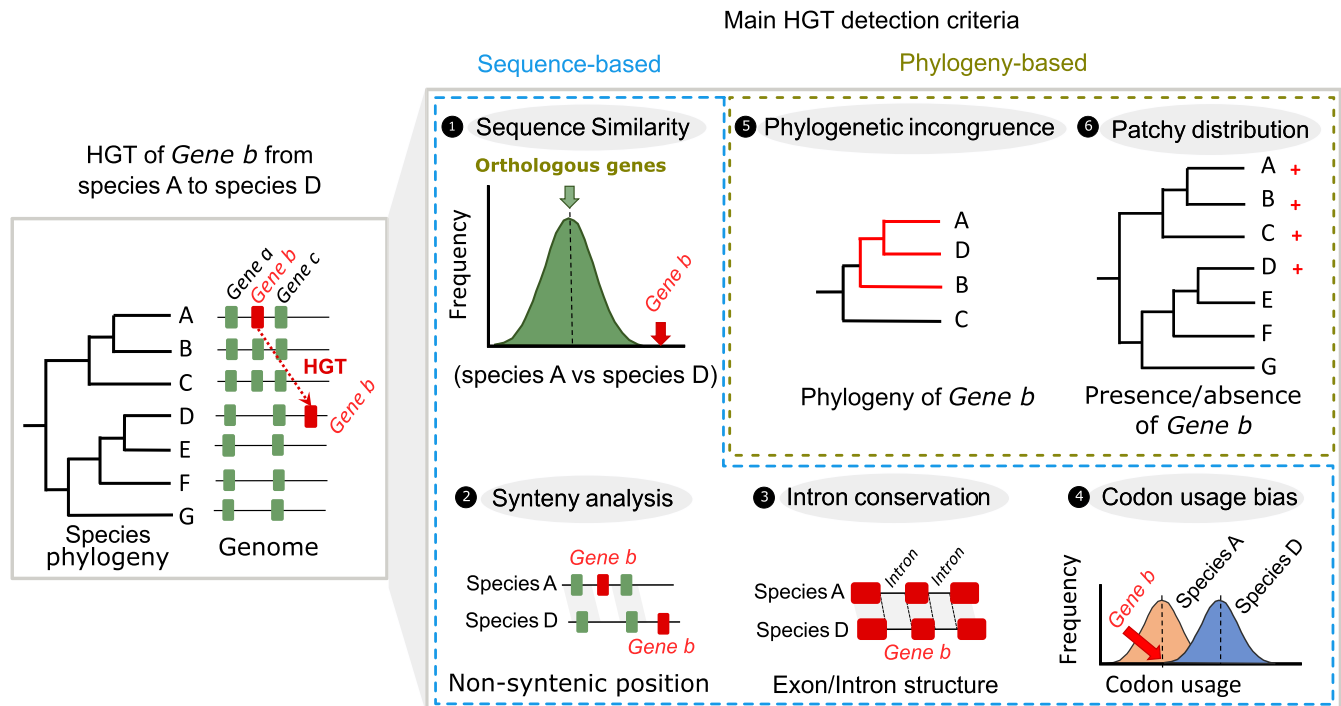 Main HGT detection criteria
Sequence-based
Phylogeny-based
HGT of Gene b from
species A to species D
Gene a
Gene b
Gene c
A
B
C
D
E
F
G
HGT
Gene b
Species
phylogeny
Genome
1 Sequence Similarity
Orthologous genes
Frequency
Gene b
(species A vs species D)
5 Phylogenetic incongruence
A
D
B
C
Phylogeny of Gene b
6 Patchy distribution
A +
B +
C +
D +
E
F
G
Presence/absence
of Gene b
2 Synteny analysis
Gene b
Species A
Species D
Gene b
Non-syntenic position
3 Intron conservation
Intron
Intron
Species A
Species D
Gene b
Exon/Intron structure
4 Codon usage bias
Frequency
Gene b
Species A
Species D
Codon usage